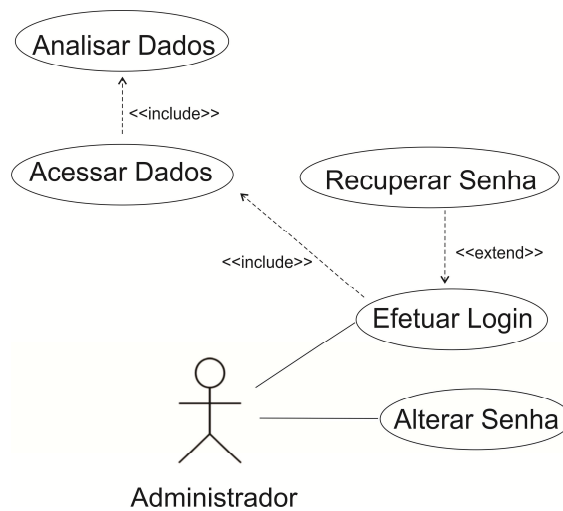 Analisar Dados
<<include>>
Acessar Dados
Recuperar Senha
<<include>>
<<extend>>
Efetuar Login
Alterar Senha
Administrador